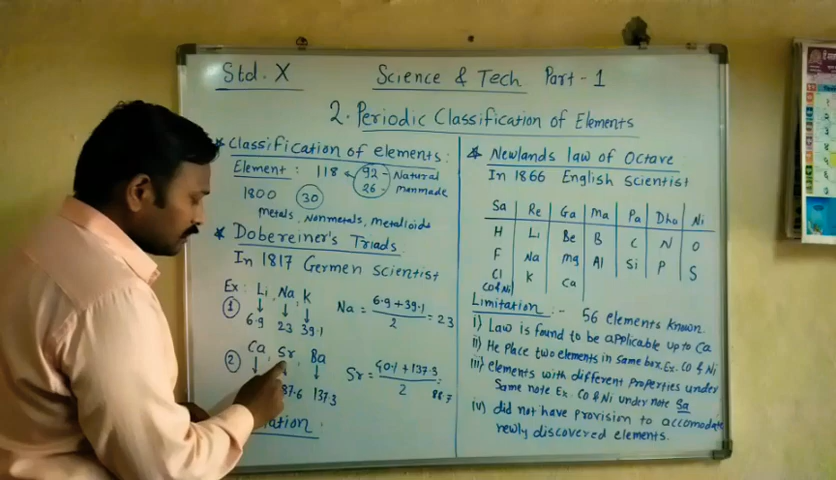 Std. X Science & Tech Part - 1
2. Periodic Classification of Elements
* Classification of elements:
Element : 118 92 - Natural
26 - manmade
1800 30
metals, Nonmetals, Metalloids
* Dobereiner's Triads
In 1817 Germen scientist
Ex: Li, Na, K
① 6.9 23 39.1
Na = 6.9 + 39.1 / 2 = 23
② Ca, Sr, Ba
87.6 137.3
Sr = 40.1 + 137.3 / 2 = 88.7
* Newlands law of Octave
In 1866 English scientist
Sa Re Ga Ma Pa Dha Ni
H Li Be B C N O
F Na Mg Al Si P S
Cl K Ca
Co & Ni
Limitation :- 56 elements known.
i) Law is found to be applicable up to Ca
ii) He place two elements in same box. Ex. Co & Ni
iii) elements with different Properties under
Same note Ex. Co & Ni under note Sa
iv) did not have provision to accomodate
newly discovered elements.